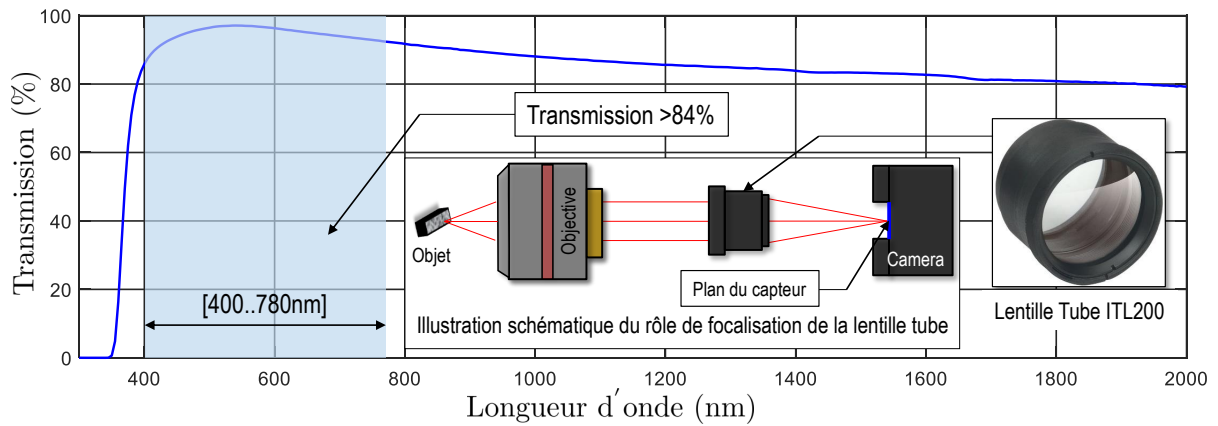 100
80
60
40
20
0
Transmission (%)
Transmission >84%
[400..780nm]
Objet
Objective
Camera
Plan du capteur
Illustration schématique du rôle de focalisation de la lentille tube
Lentille Tube ITL200
400 600 800 1000 1200 1400 1600 1800 2000
Longueur d'onde (nm)